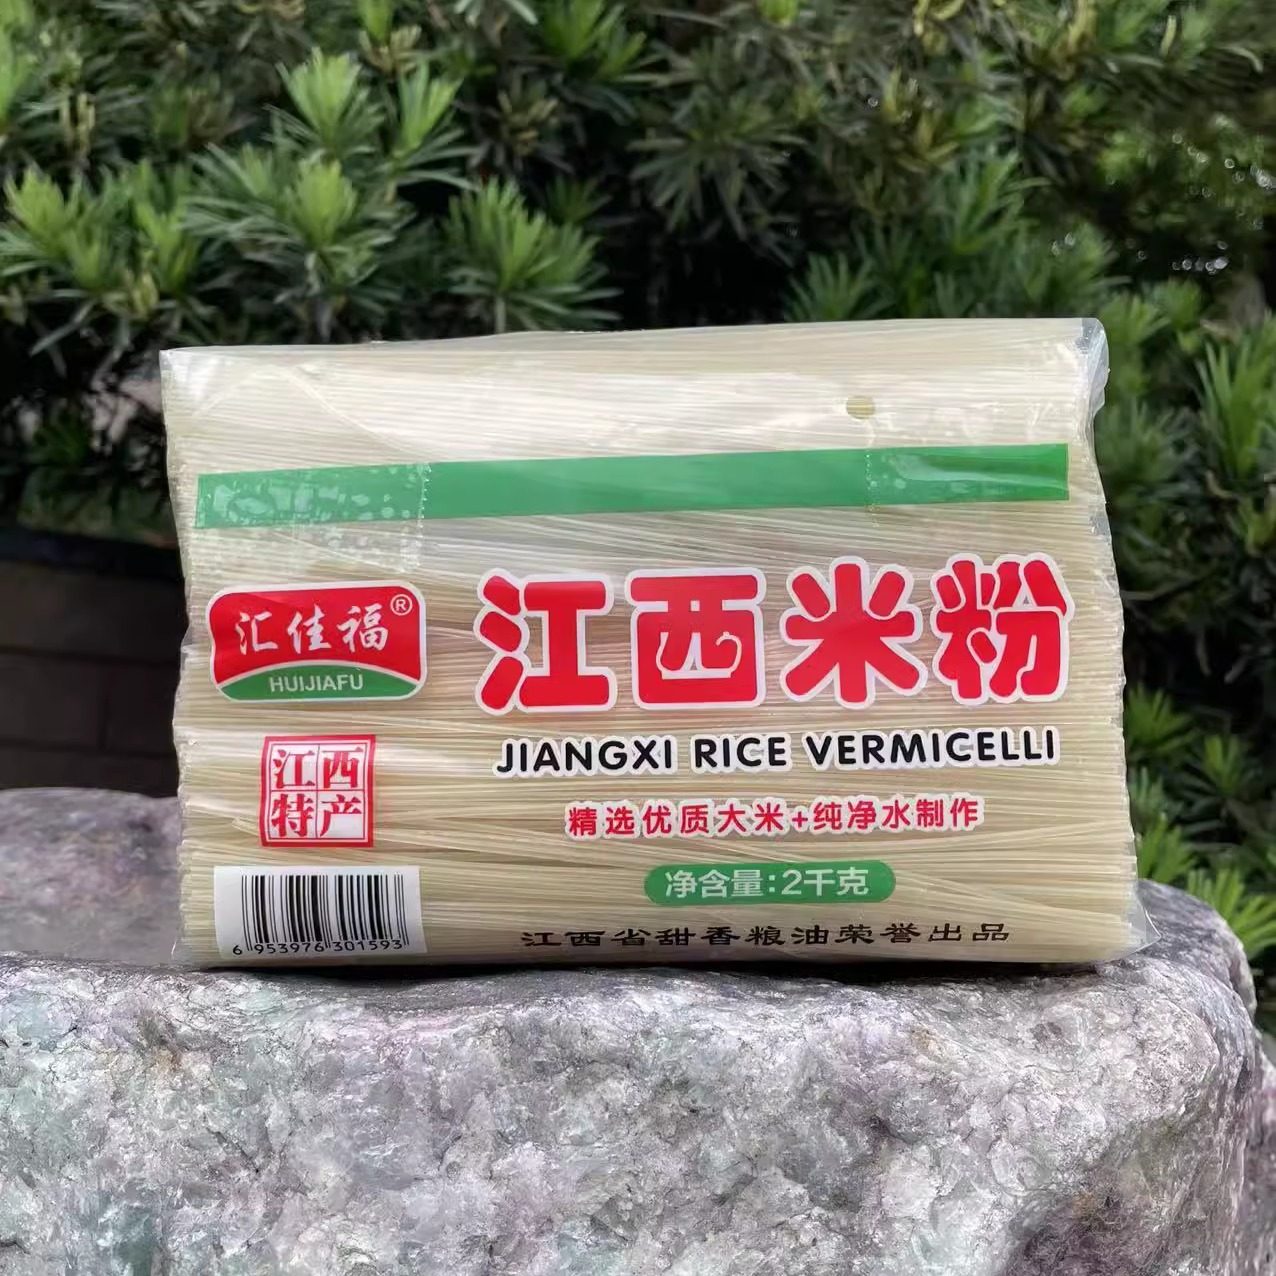 汇佳福®
HUIJIAFU
江西米粉
JIANGXI RICE VERMICELLI
江西
特产
精选优质大米+纯净水制作
净含量:2千克
6 953976 301593
江西省甜香粮油荣誉出品